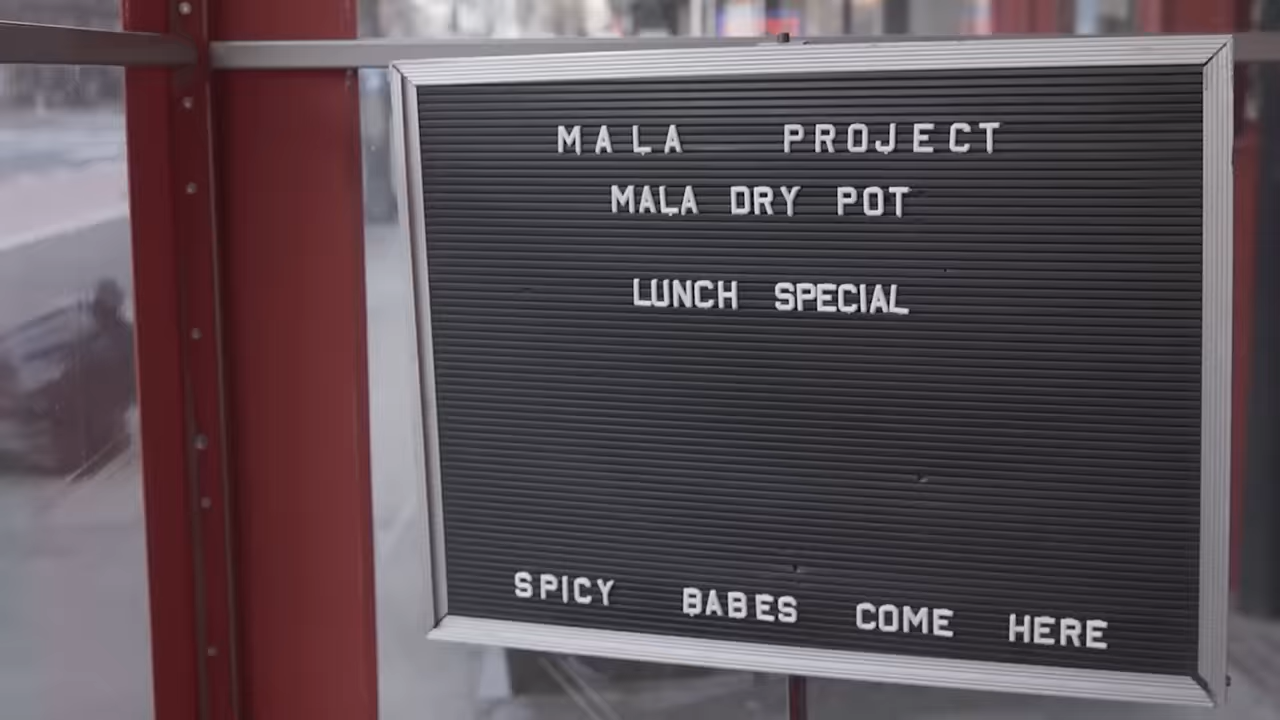 MALA PROJECT
MALA DRY POT
LUNCH SPECIAL
SPICY BABES COME HERE